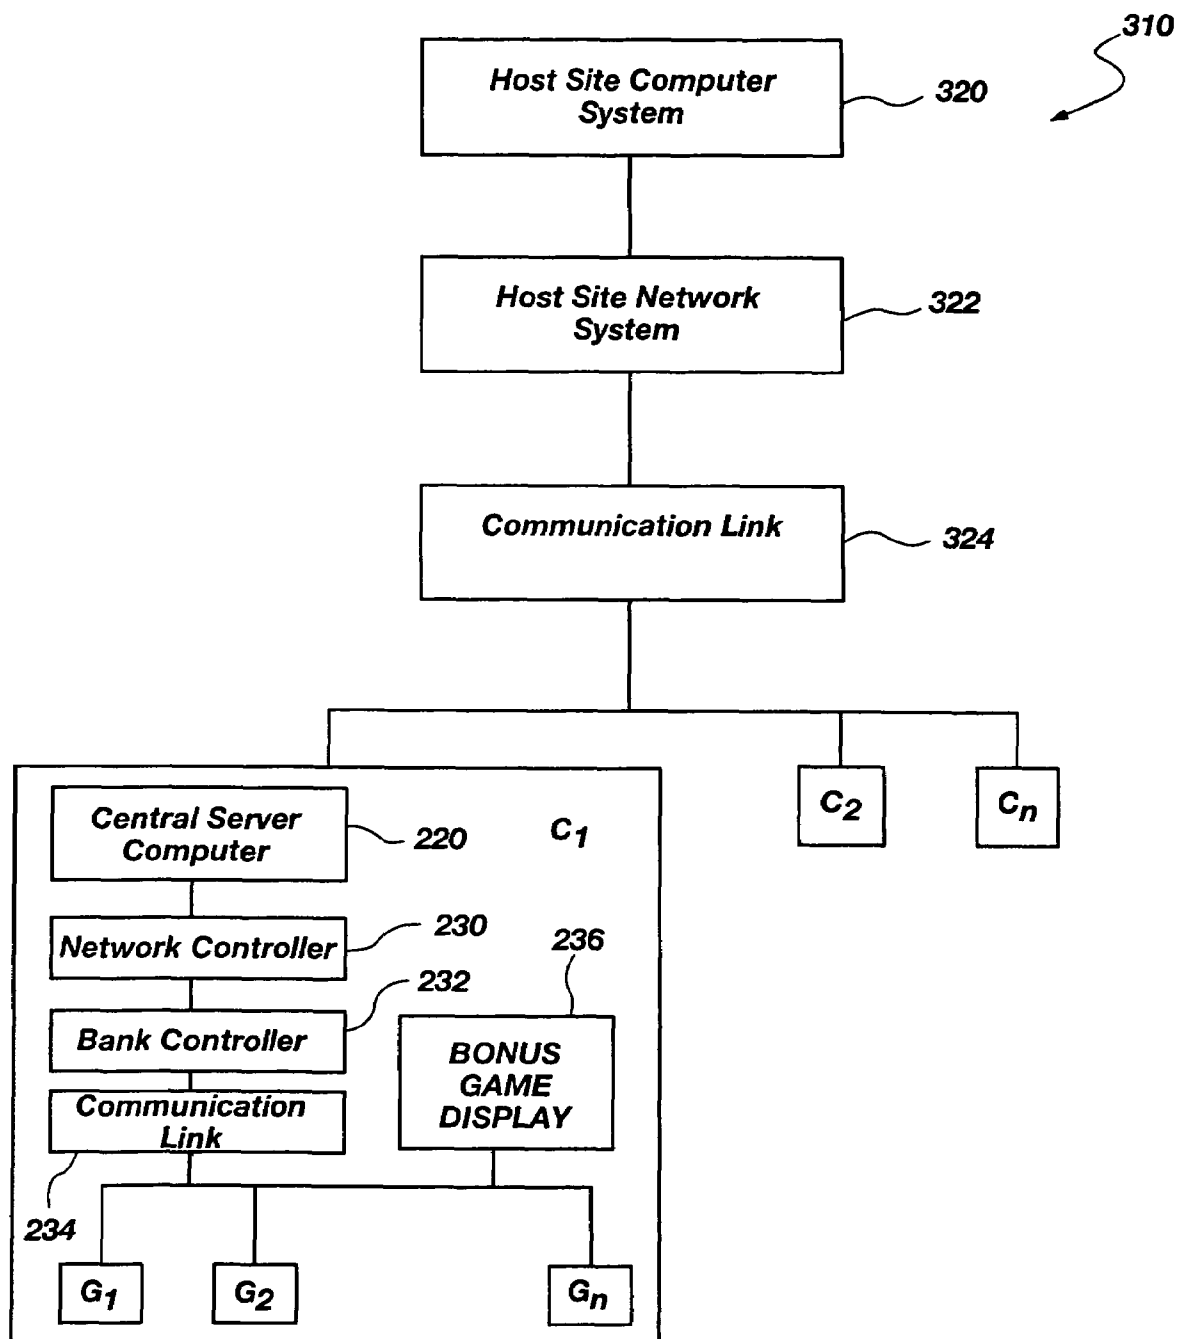 310
Host Site Computer
System
320
Host Site Network
System
322
Communication Link
324
Central Server
Computer
220
C1
C2
Cn
Network Controller
230
236
232
Bank Controller
BONUS
GAME
DISPLAY
Communication
Link
234
G1
G2
Gn